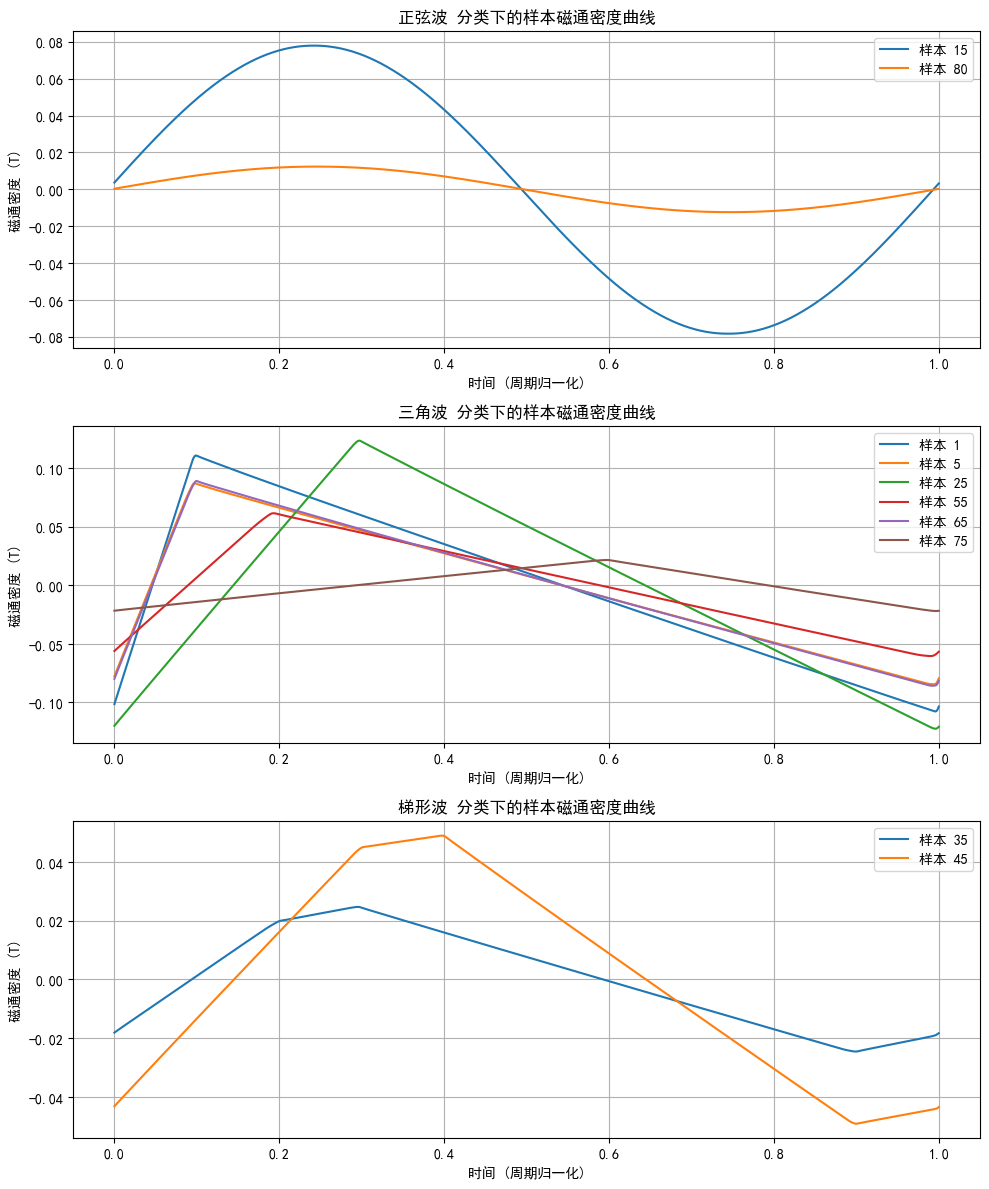 正弦波 分类下的样本磁通密度曲线
样本 15
样本 80
磁通密度 (T)
0.08
0.06
0.04
0.02
0.00
−0.02
−0.04
−0.06
−0.08
0.0 0.2 0.4 0.6 0.8 1.0
时间 (周期归一化)
三角波 分类下的样本磁通密度曲线
样本 1
样本 5
样本 25
样本 55
样本 65
样本 75
磁通密度 (T)
0.10
0.05
0.00
−0.05
−0.10
0.0 0.2 0.4 0.6 0.8 1.0
时间 (周期归一化)
梯形波 分类下的样本磁通密度曲线
样本 35
样本 45
磁通密度 (T)
0.04
0.02
0.00
−0.02
−0.04
0.0 0.2 0.4 0.6 0.8 1.0
时间 (周期归一化)